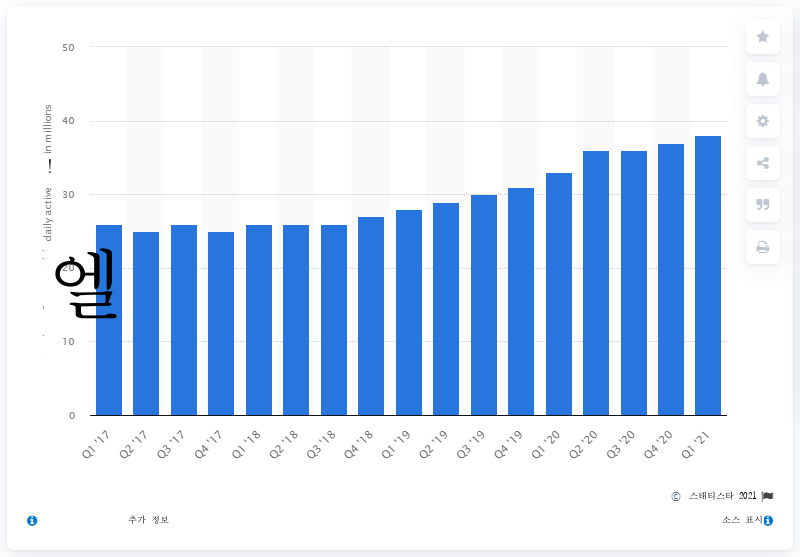 50
40
30
20
10
0
in millions
!
daily active
엘
Q1 '17
Q2 '17
Q3 '17
Q4 '17
Q1 '18
Q2 '18
Q3 '18
Q4 '18
Q1 '19
Q2 '19
Q3 '19
Q4 '19
Q1 '20
Q2 '20
Q3 '20
Q4 '20
Q1 '21
© 스태티스타 2021
추가 정보
소스 표시